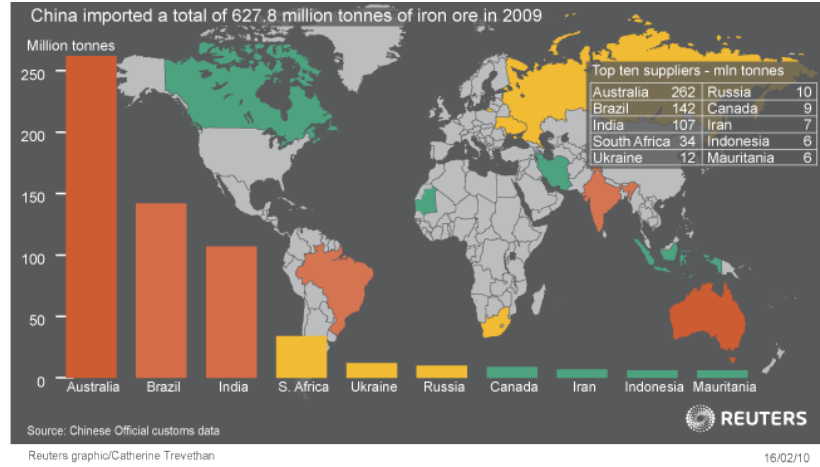 China imported a total of 627.8 million tonnes of iron ore in 2009
Million tonnes
250
200
150
100
50
0
Top ten suppliers - mln tonnes
Australia 262 Russia 10
Brazil 142 Canada 9
India 107 Iran 7
South Africa 34 Indonesia 6
Ukraine 12 Mauritania 6
Australia Brazil India S. Africa Ukraine Russia Canada Iran Indonesia Mauritania
REUTERS
Source: Chinese Official customs data
Reuters graphic/Catherine Trevethan 16/02/10